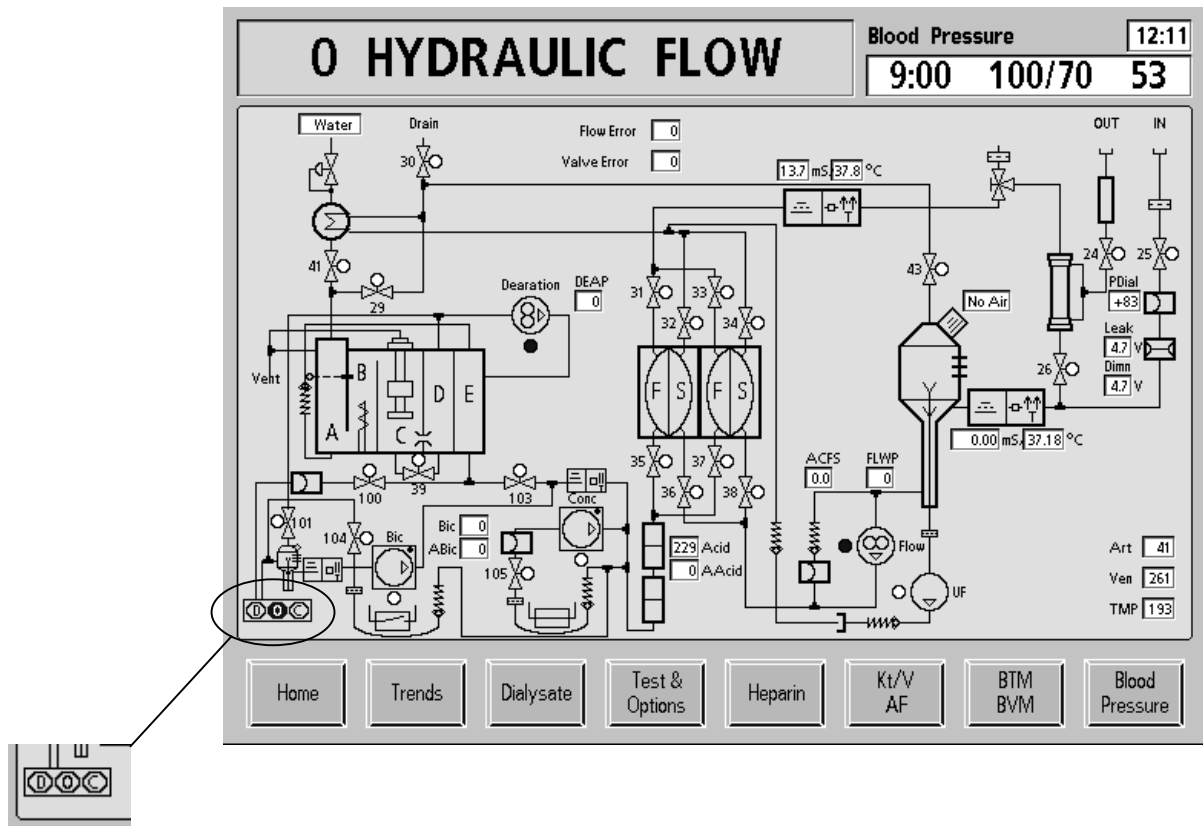 0 HYDRAULIC FLOW
Blood Pressure 12:11
9:00 100/70 53
Water
Drain
Flow Error 0
Valve Error 0
OUT IN
30
13.7 mS/37.8 °C
41
29
Dearation
DEAP
0
31
33
32
34
43
24
25
No Air
PDial
+83
Leak
4.7 V
Dimn
4.7 V
26
Vent
A
B
C
D
E
F S F S
0.00 mS/37.18 °C
35
37
36
38
100
39
103
Conc
ACFS
0.0
FLWP
0
101
104
Bic
Bic 0
ABic 0
105
229 Acid
0 AAcid
Flow
UF
Art 41
Ven 261
TMP 193
D O C
Home
Trends
Dialysate
Test &
Options
Heparin
Kt/V
AF
BTM
BVM
Blood
Pressure
D O C